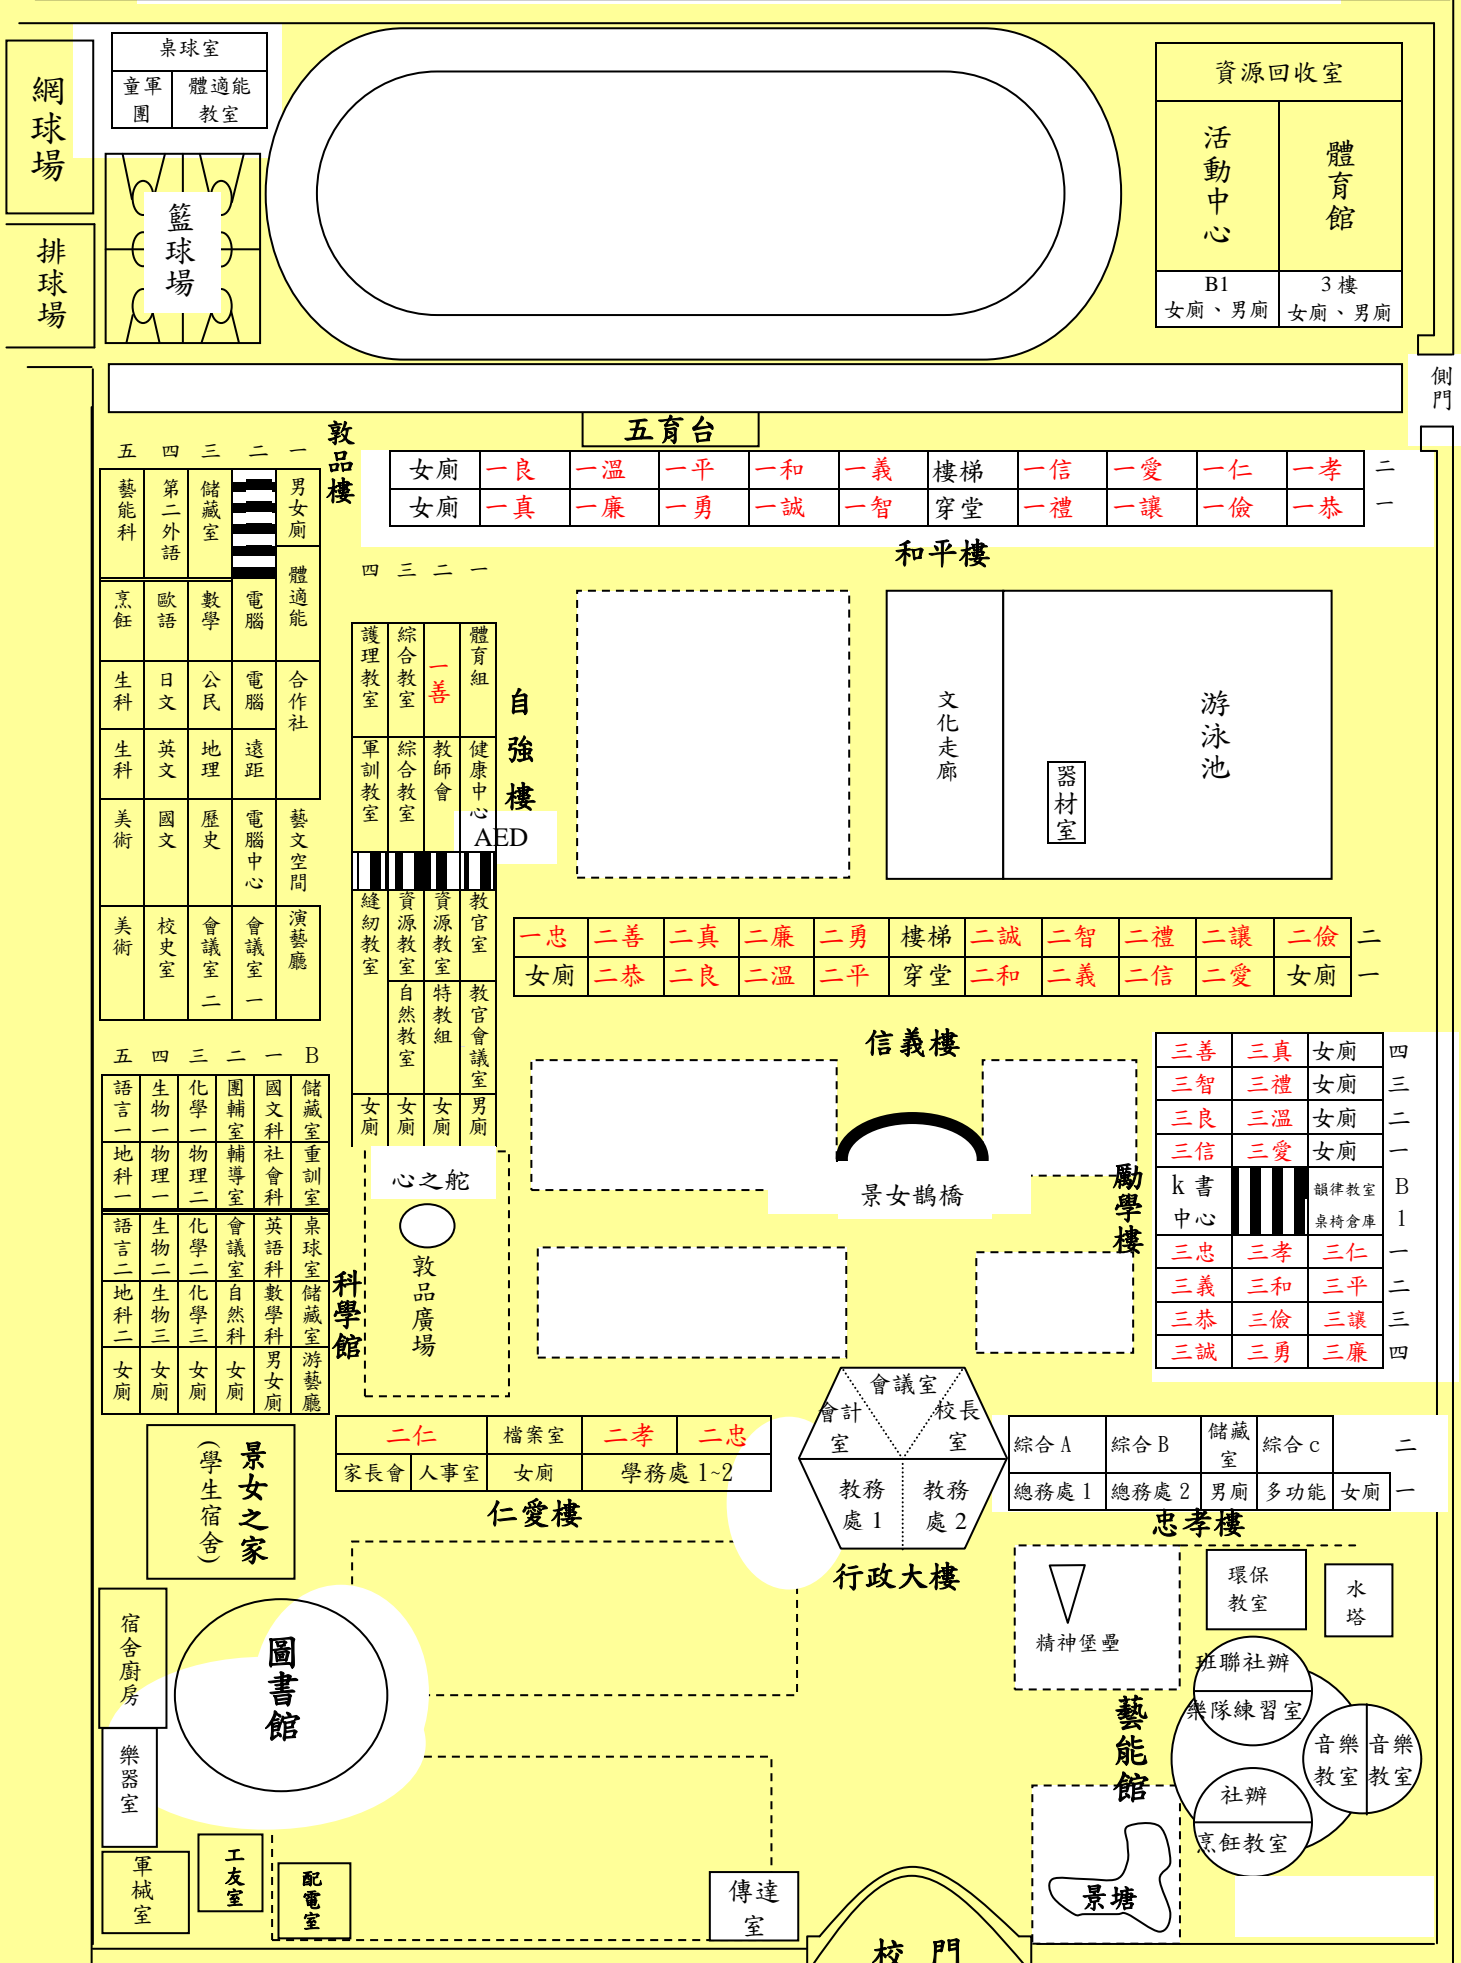 網球場
桌球室
童軍團
體適能教室
籃球場
排球場
資源回收室
活動中心
體育館
B1
女廁、男廁
3樓
女廁、男廁
側門
五育台
敦品樓
五 四 三 二 一
藝能科 第二外語 儲藏室 男女廁
烹飪 歐語 數學 電腦 體適能
生科 日文 公民 電腦 合作社
生科 英文 地理 遠距
美術 國文 歷史 電腦中心 藝文空間
美術 校史室 會議室二 會議室一 演藝廳
女廁 一良 一溫 一平 一和 一義 樓梯 一信 一愛 一仁 一孝 二
女廁 一真 一廉 一勇 一誠 一智 穿堂 一禮 一讓 一儉 一恭 一
和平樓
四 三 二 一
護理教室 綜合教室 一善 體育組
軍訓教室 綜合教室 教師會 健康中心
AED
縫紉教室 資源教室 資源教室 教官室
自然教室 特教組 教官會議室
女廁 女廁 女廁 男廁
自強樓
文化走廊
器材室
游泳池
一忠 二善 二真 二廉 二勇 樓梯 二誠 二智 二禮 二讓 二儉 二
女廁 二恭 二良 二溫 二平 穿堂 二和 二義 二信 二愛 女廁 一
信義樓
五 四 三 二 一 B
語言一 生物一 化學一 團輔室 國文科 儲藏室
地科一 物理一 物理二 輔導室 社會科 重訓室
語言二 生物二 化學二 會議室 英語科 桌球室
地科二 生物三 化學三 自然科 數學科 儲藏室
女廁 女廁 女廁 女廁 男女廁 游藝廳
科學館
心之舵
敦品廣場
景女鵲橋
勵學樓
三善 三真 女廁 四
三智 三禮 女廁 三
三良 三溫 女廁 二
三信 三愛 女廁 一
k書中心
韻律教室
桌椅倉庫
B1
三忠 三孝 三仁 一
三義 三和 三平 二
三恭 三儉 三讓 三
三誠 三勇 三廉 四
二仁 檔案室 二孝 二忠
家長會 人事室 女廁 學務處1~2
仁愛樓
會議室
會計室
校長室
教務處1
教務處2
行政大樓
綜合A 綜合B 儲藏室 綜合c 二
總務處1 總務處2 男廁 多功能 女廁 一
忠孝樓
景女之家
(學生宿舍)
宿舍廚房
圖書館
樂器室
軍械室
工友室
配電室
傳達室
校門
精神堡壘
環保教室
水塔
藝能館
班聯社辦
樂隊練習室
音樂教室
音樂教室
社辦
烹飪教室
景塘